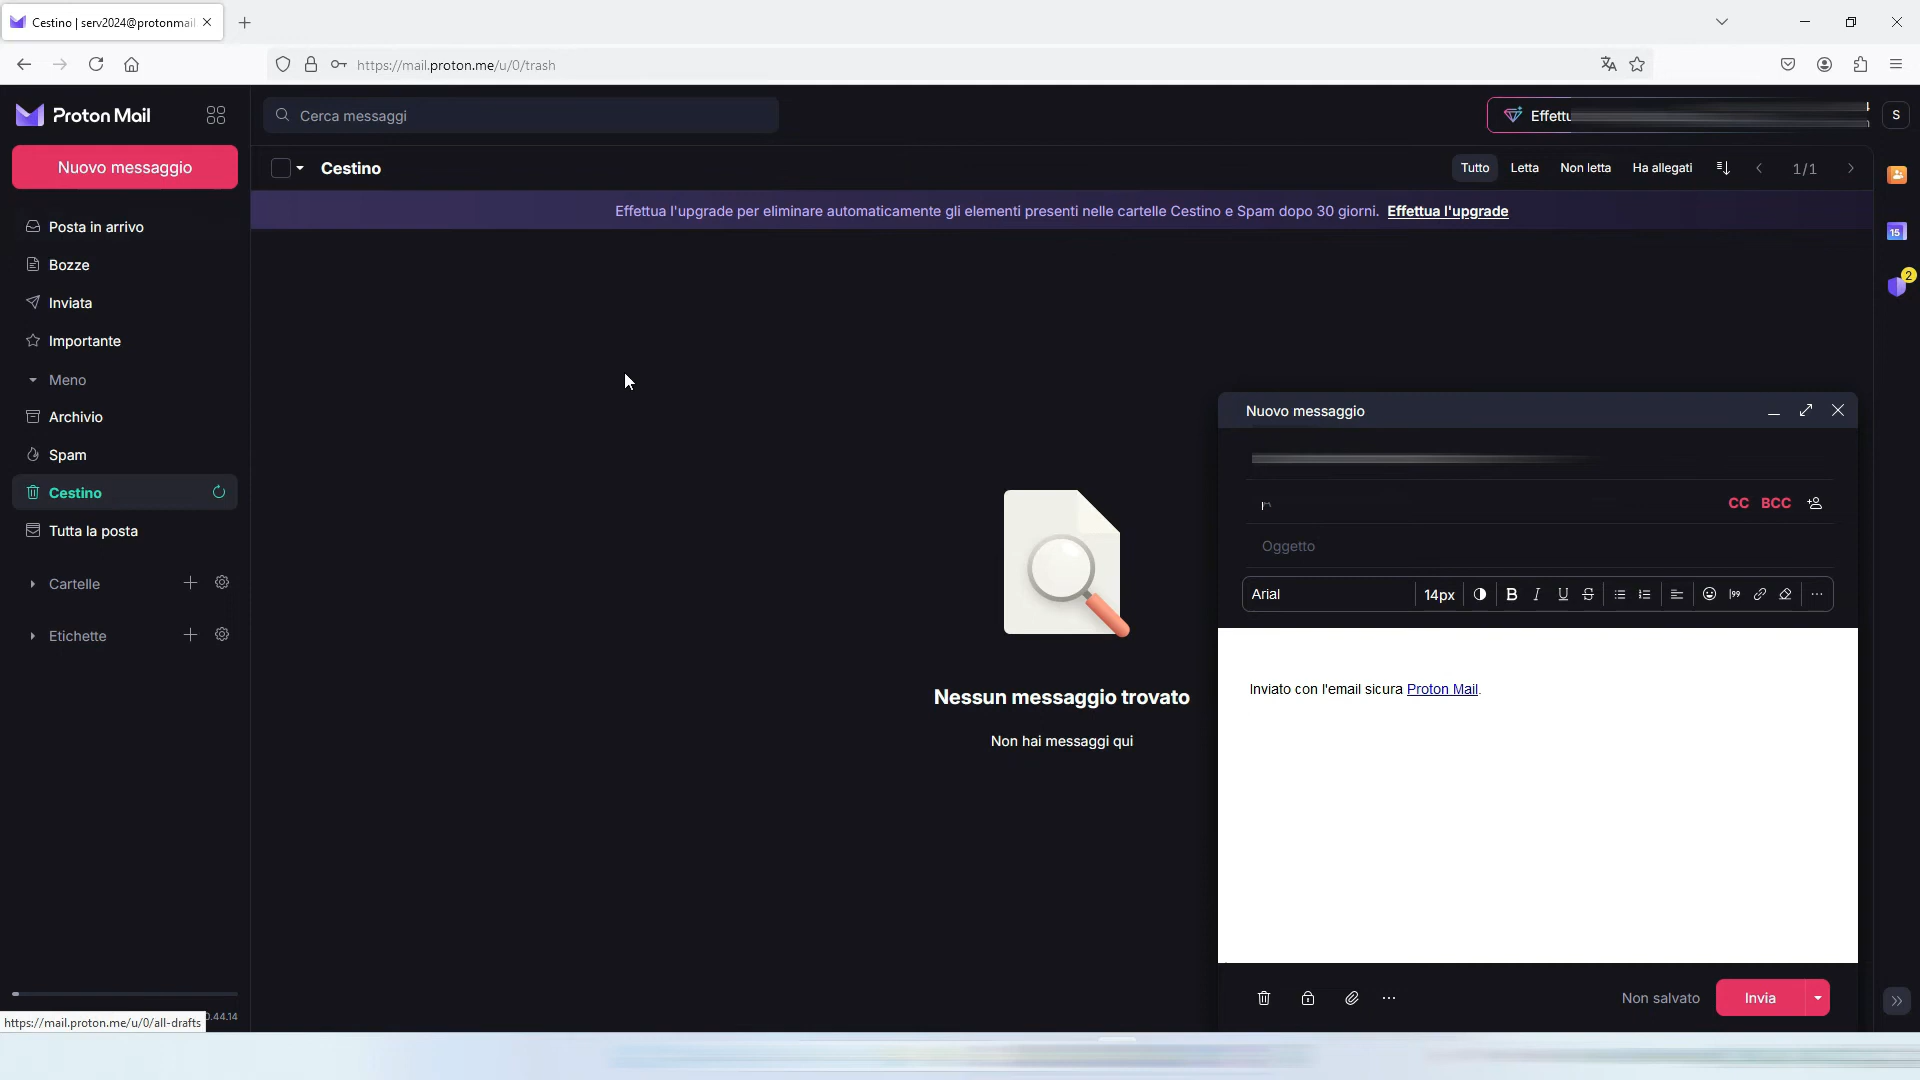 Cestino | serv2024@protonmail
https://mail.proton.me/u/0/trash
Proton Mail
Cerca messaggi
S
Nuovo messaggio
Cestino
Tutto
Letta
Non letta
Ha allegati
1/1
Effettua l'upgrade per eliminare automaticamente gli elementi presenti nelle cartelle Cestino e Spam dopo 30 giorni. Effettua l'upgrade
Posta in arrivo
Bozze
Inviata
Importante
Meno
Archivio
Spam
Cestino
Tutta la posta
Cartelle
Etichette
15
2
Nessun messaggio trovato
Non hai messaggi qui
Nuovo messaggio
CC BCC
Oggetto
Arial
14px
Inviato con l'email sicura Proton Mail.
Non salvato
Invia
https://mail.proton.me/u/0/all-drafts
.44.14